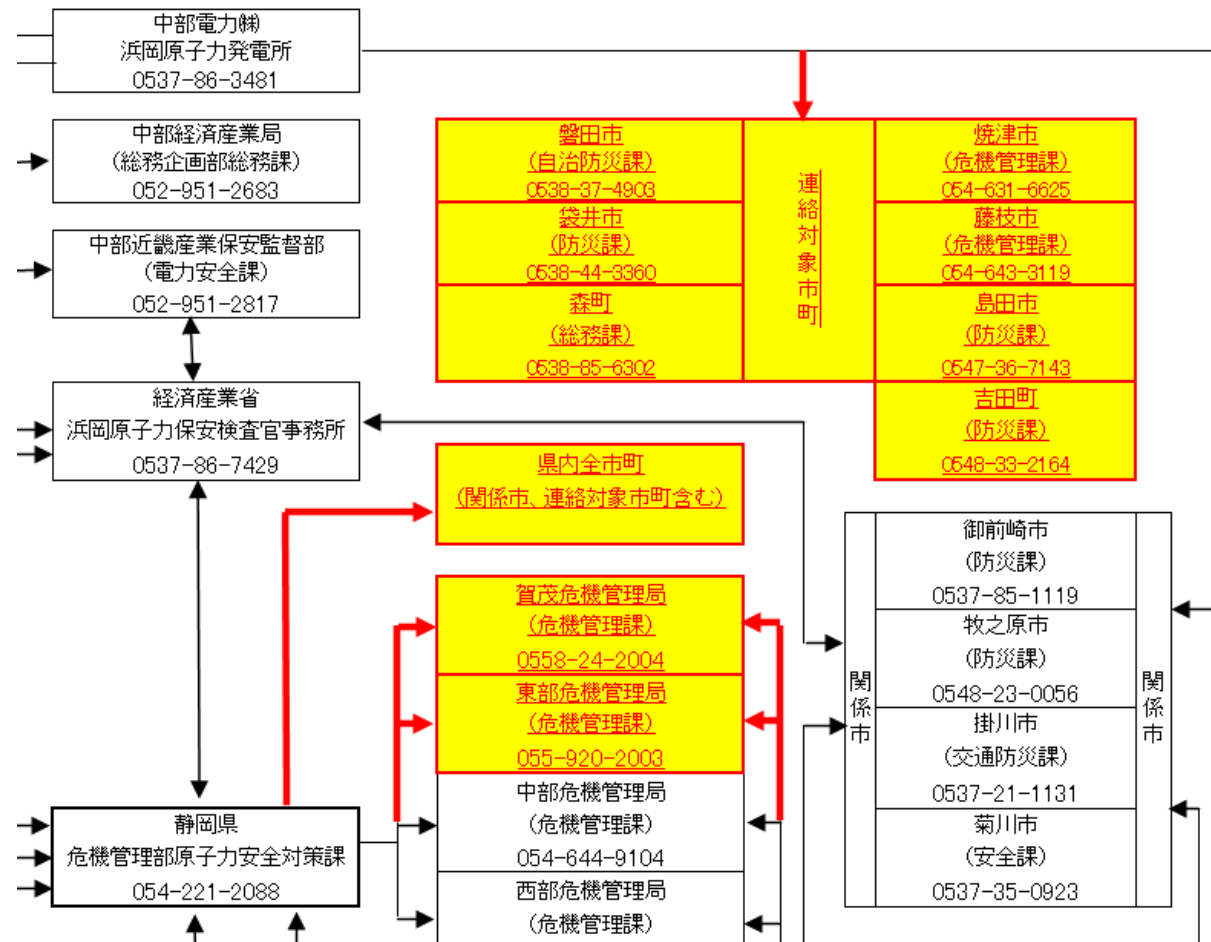 中部電力㈱
浜岡原子力発電所
0537-86-3481
中部経済産業局
(総務企画部総務課)
052-951-2683
中部近畿産業保安監督部
(電力安全課)
052-951-2817
経済産業省
浜岡原子力保安検査官事務所
0537-86-7429
静岡県
危機管理部原子力安全対策課
054-221-2088
磐田市
(自治防災課)
0538-37-4903
袋井市
(防災課)
0538-44-3360
森町
(総務課)
0538-85-6302
連絡対象市町
焼津市
(危機管理課)
054-631-6625
藤枝市
(危機管理課)
054-643-3119
島田市
(防災課)
0547-36-7143
吉田町
(防災課)
0548-33-2164
県内全市町
(関係市、連絡対象市町含む)
賀茂危機管理局
(危機管理課)
0558-24-2004
東部危機管理局
(危機管理課)
055-920-2003
中部危機管理局
(危機管理課)
054-644-9104
西部危機管理局
(危機管理課)
関係市
御前崎市
(防災課)
0537-85-1119
牧之原市
(防災課)
0548-23-0056
掛川市
(交通防災課)
0537-21-1131
菊川市
(安全課)
0537-35-0923
関係市